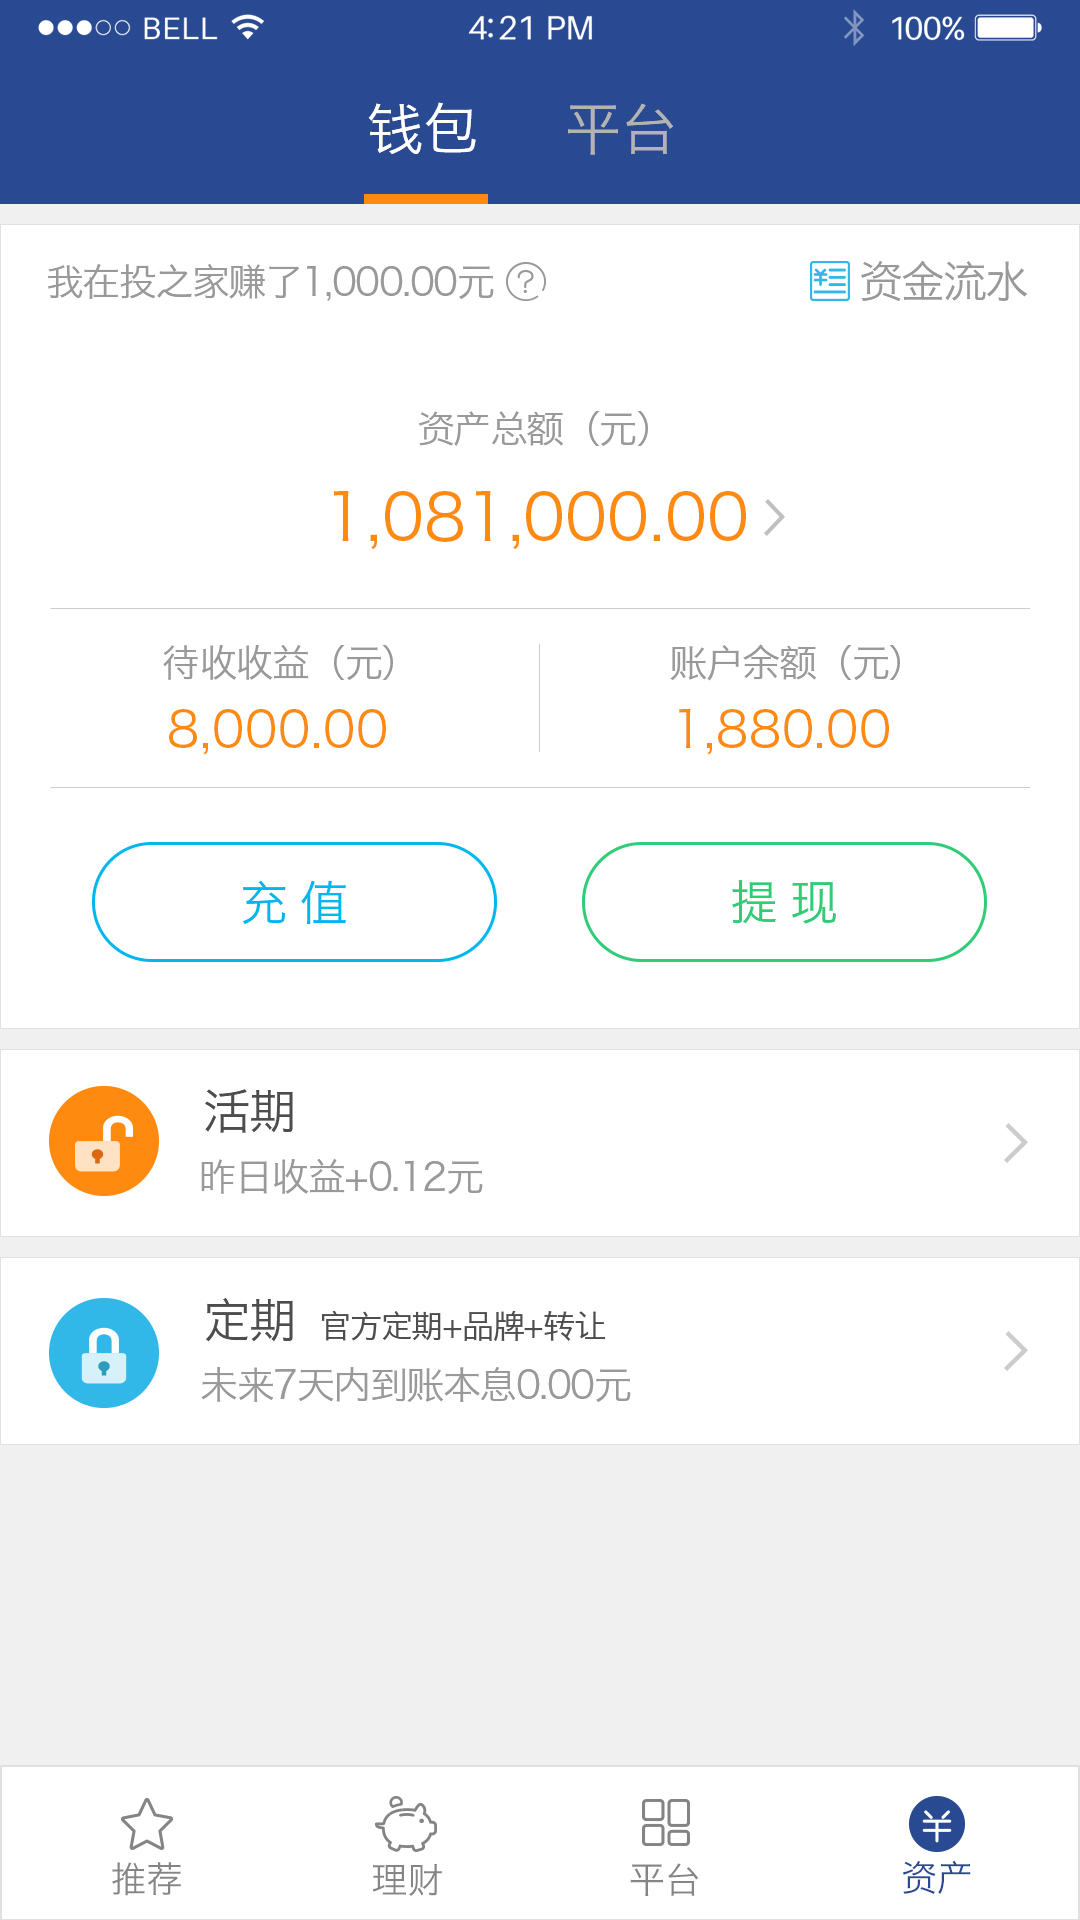 BELL 4:21 PM 100%
钱包 平台
我在投之家赚了1,000.00元 ? 资金流水
资产总额（元）
1,081,000.00
待收收益（元） 账户余额（元）
8,000.00 1,880.00
充值 提现
活期
昨日收益+0.12元
定期 官方定期+品牌+转让
未来7天内到账本息0.00元
推荐 理财 平台 资产